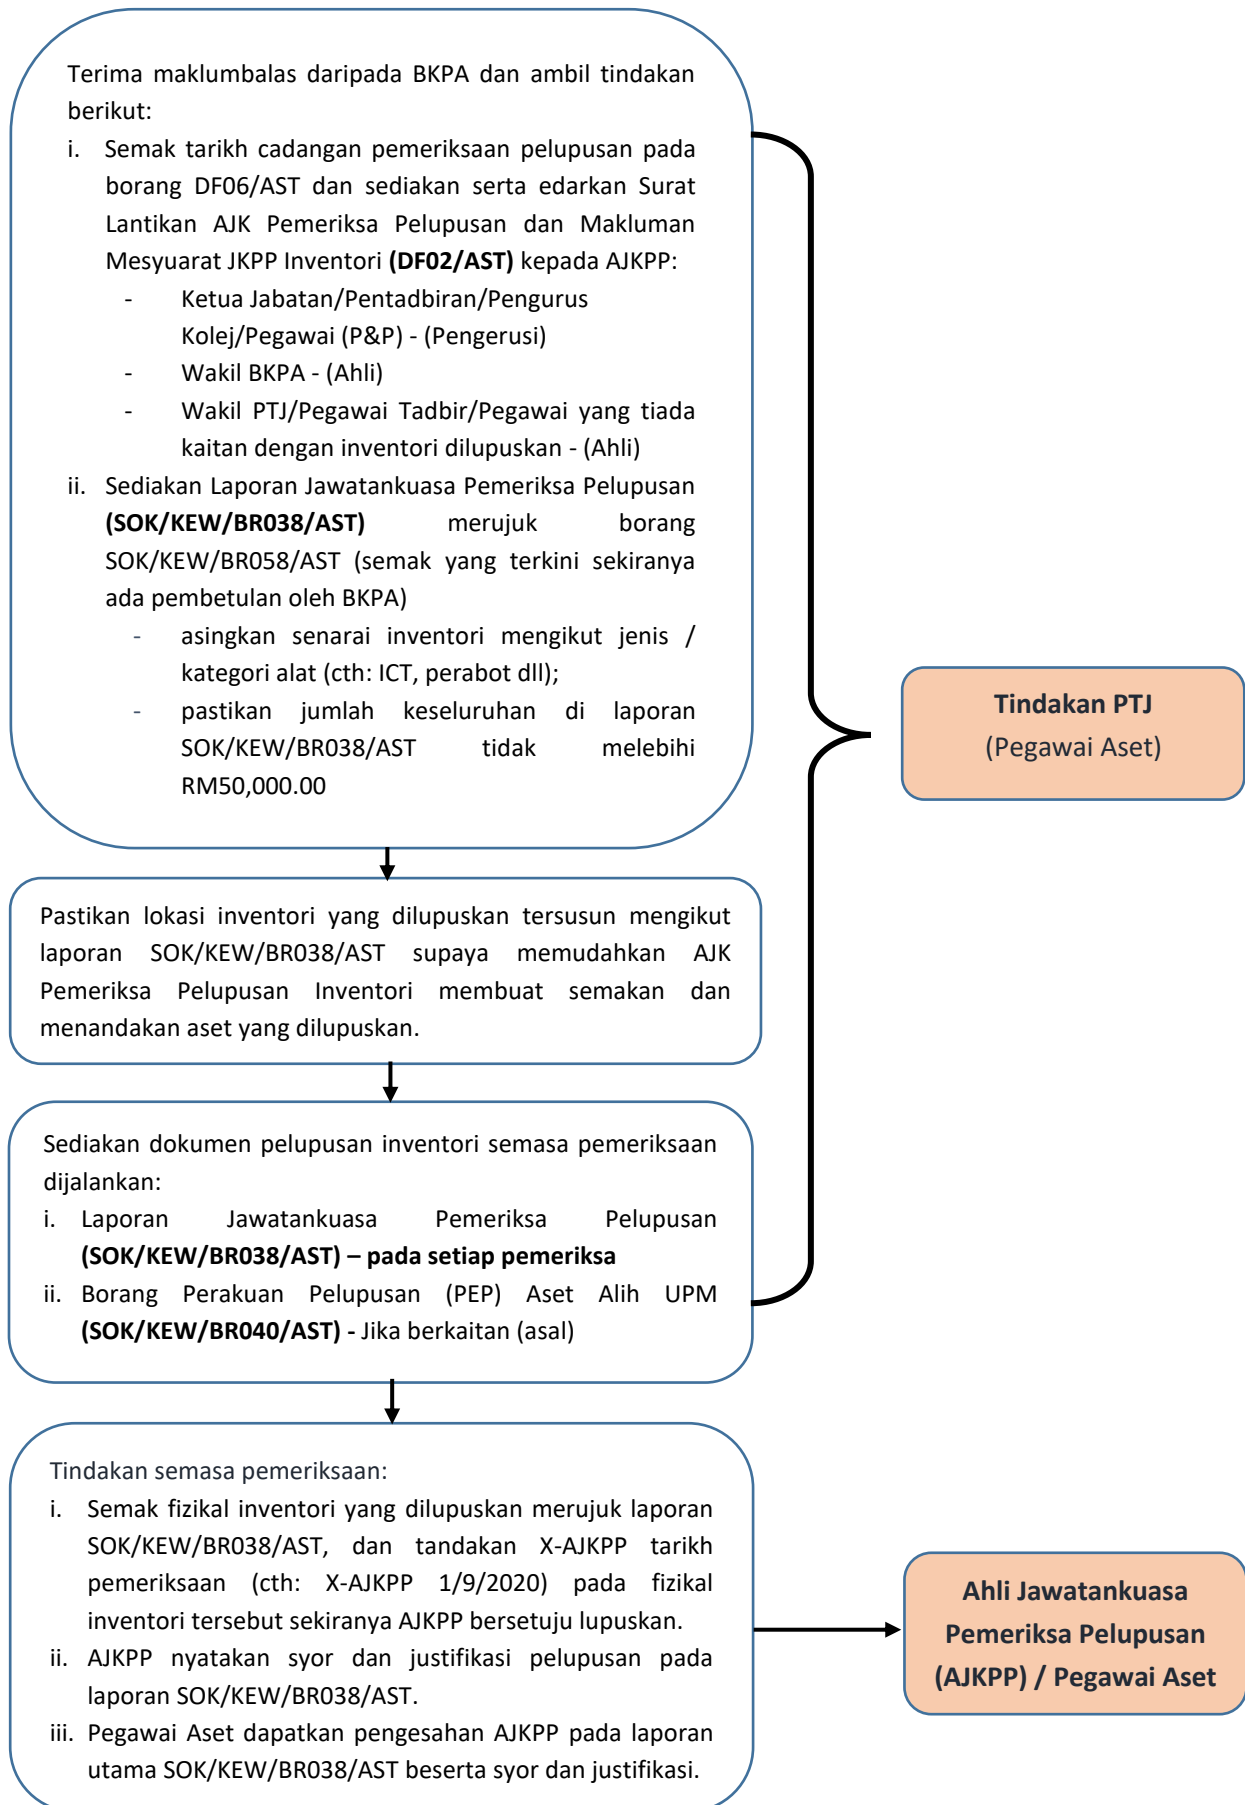 Terima maklumbalas daripada BKPA dan ambil tindakan
berikut:
i. Semak tarikh cadangan pemeriksaan pelupusan pada
borang DF06/AST dan sediakan serta edarkan Surat
Lantikan AJK Pemeriksa Pelupusan dan Makluman
Mesyuarat JKPP Inventori (DF02/AST) kepada AJKPP:
- Ketua Jabatan/Pentadbiran/Pengurus
Kolej/Pegawai (P&P) - (Pengerusi)
- Wakil BKPA - (Ahli)
- Wakil PTJ/Pegawai Tadbir/Pegawai yang tiada
kaitan dengan inventori dilupuskan - (Ahli)
ii. Sediakan Laporan Jawatankuasa Pemeriksa Pelupusan
(SOK/KEW/BR038/AST) merujuk borang
SOK/KEW/BR058/AST (semak yang terkini sekiranya
ada pembetulan oleh BKPA)
- asingkan senarai inventori mengikut jenis /
kategori alat (cth: ICT, perabot dll);
- pastikan jumlah keseluruhan di laporan
SOK/KEW/BR038/AST tidak melebihi
RM50,000.00
Tindakan PTJ
(Pegawai Aset)
Pastikan lokasi inventori yang dilupuskan tersusun mengikut
laporan SOK/KEW/BR038/AST supaya memudahkan AJK
Pemeriksa Pelupusan Inventori membuat semakan dan
menandakan aset yang dilupuskan.
Sediakan dokumen pelupusan inventori semasa pemeriksaan
dijalankan:
i. Laporan Jawatankuasa Pemeriksa Pelupusan
(SOK/KEW/BR038/AST) – pada setiap pemeriksa
ii. Borang Perakuan Pelupusan (PEP) Aset Alih UPM
(SOK/KEW/BR040/AST) - Jika berkaitan (asal)
Tindakan semasa pemeriksaan:
i. Semak fizikal inventori yang dilupuskan merujuk laporan
SOK/KEW/BR038/AST, dan tandakan X-AJKPP tarikh
pemeriksaan (cth: X-AJKPP 1/9/2020) pada fizikal
inventori tersebut sekiranya AJKPP bersetuju lupuskan.
ii. AJKPP nyatakan syor dan justifikasi pelupusan pada
laporan SOK/KEW/BR038/AST.
iii. Pegawai Aset dapatkan pengesahan AJKPP pada laporan
utama SOK/KEW/BR038/AST beserta syor dan justifikasi.
Ahli Jawatankuasa
Pemeriksa Pelupusan
(AJKPP) / Pegawai Aset